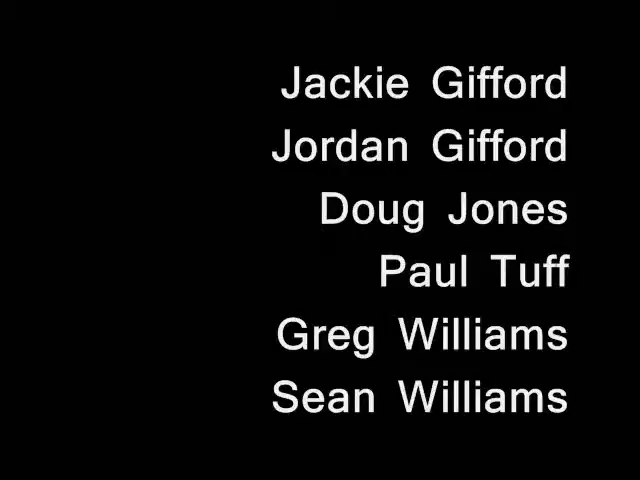 Jackie Gifford
Jordan Gifford
Doug Jones
Paul Tuff
Greg Williams
Sean Williams